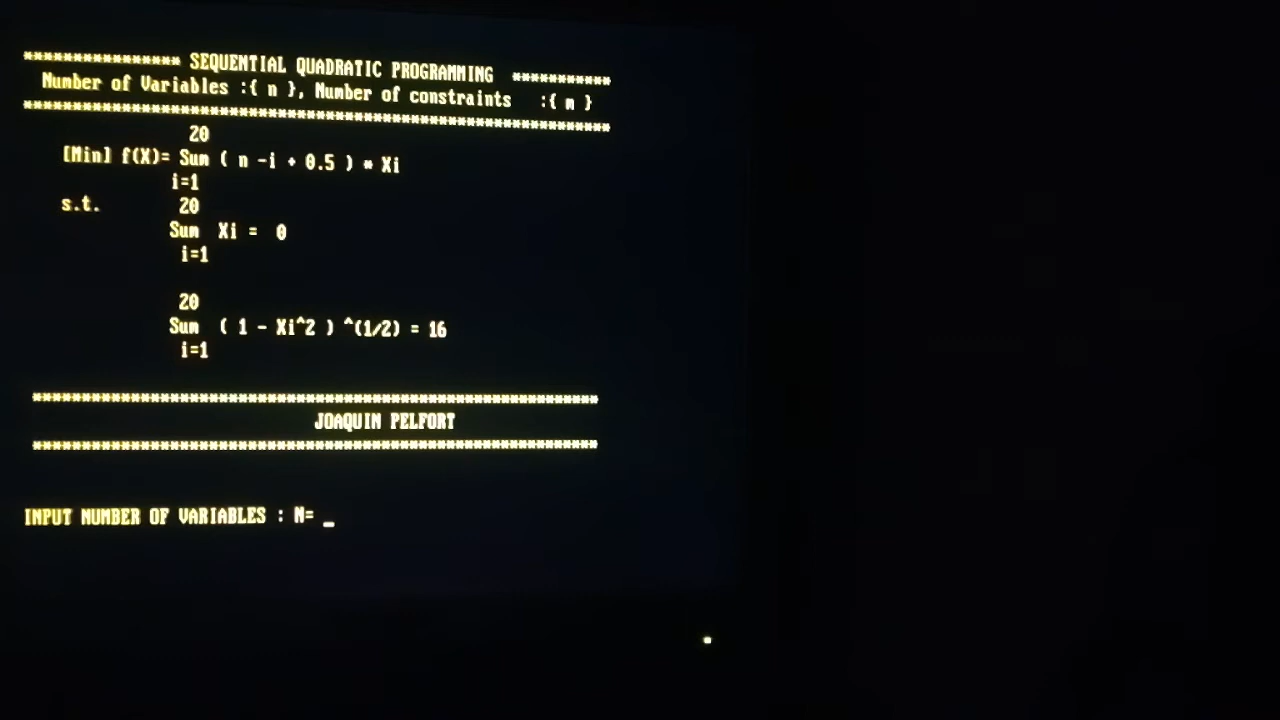 **************** SEQUENTIAL QUADRATIC PROGRAMMING **********
Number of Variables :{ n }, Number of constraints :{ m }
************************************************************
20
[Min] f(X)= Sum ( n -i + 0.5 ) * Xi
i=1
s.t. 20
Sum Xi = 0
i=1
20
Sum ( 1 - Xi^2 ) ^(1/2) = 16
i=1
**********************************************************
JOAQUIN PELFORT
**********************************************************
INPUT NUMBER OF VARIABLES : N= _